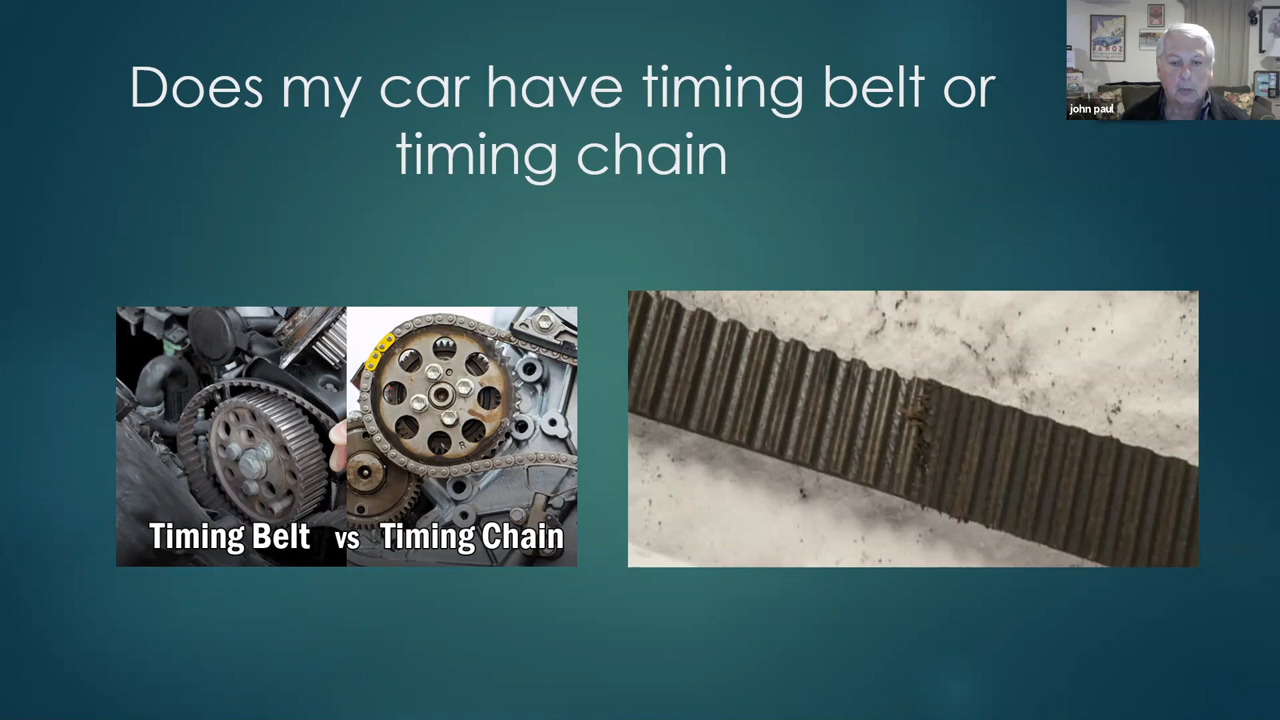 Does my car have timing belt or
timing chain
john paul
Timing Belt vs Timing Chain